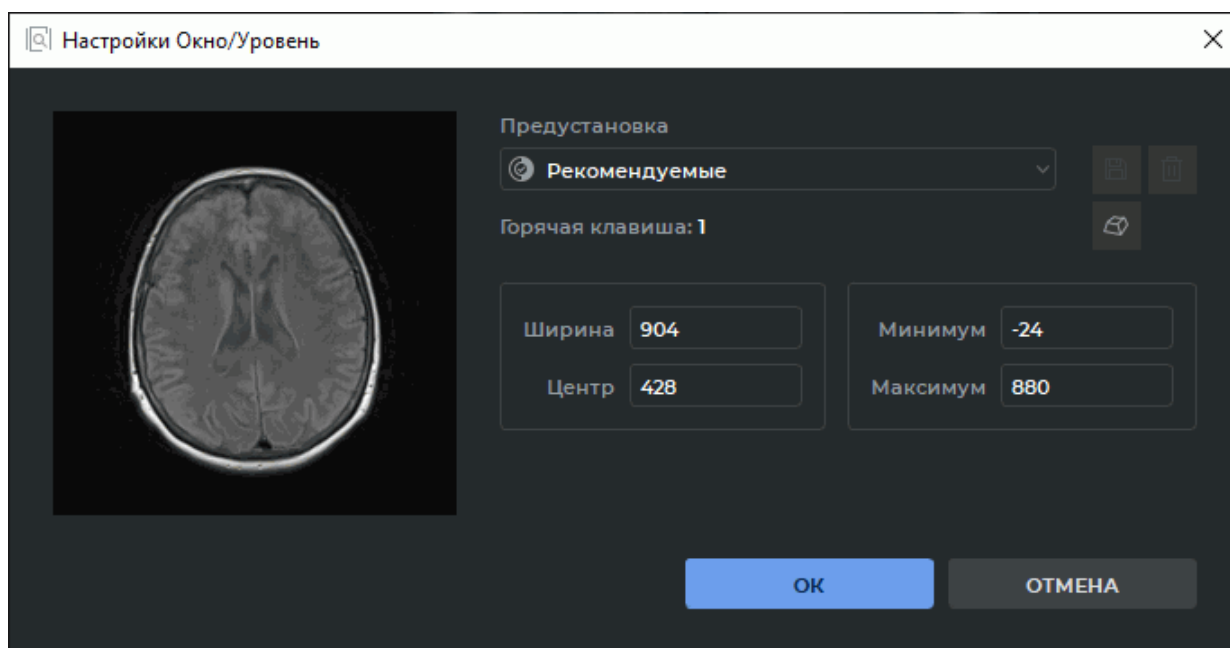 Настройки Окно/Уровень
Предустановка
Рекомендуемые
Горячая клавиша: 1
Ширина 904
Центр 428
Минимум -24
Максимум 880
ОК
ОТМЕНА